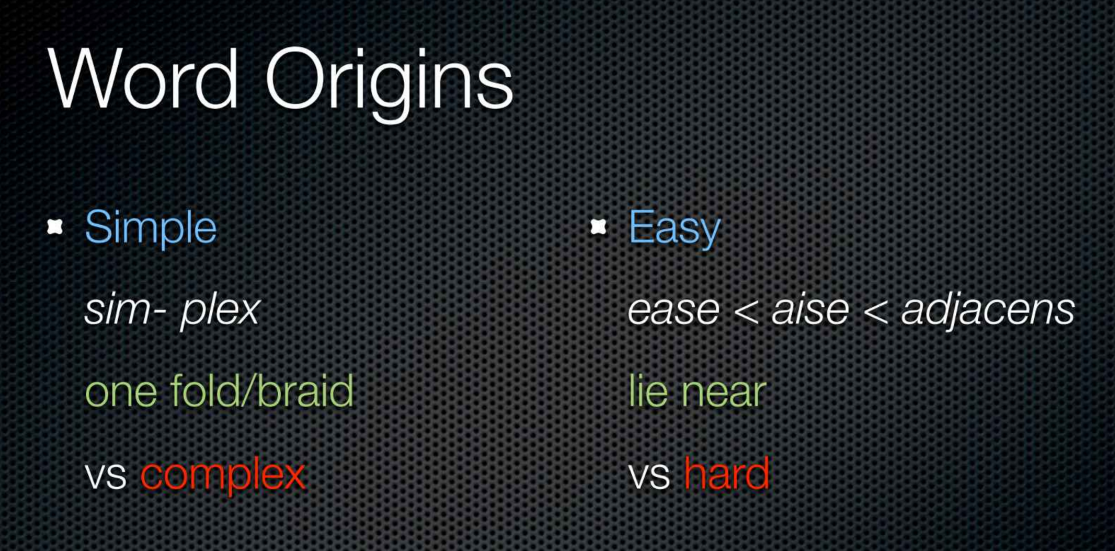 Word Origins
Simple
sim- plex
one fold/braid
vs complex
Easy
ease < aise < adjacens
lie near
vs hard